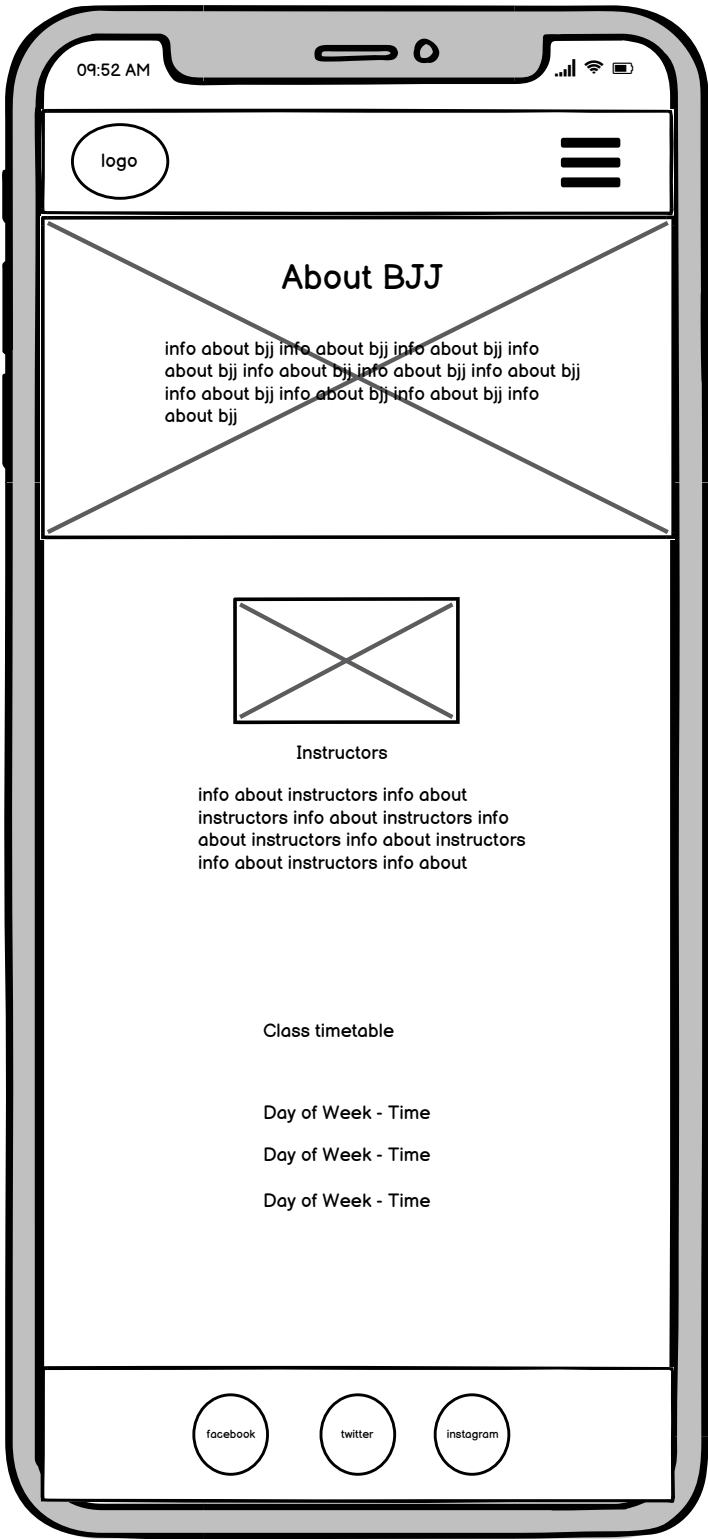 09:52 AM
logo
About BJJ
info about bjj info about bjj info about bjj info
about bjj info about bjj info about bjj info about bjj
info about bjj info about bjj info about bjj info
about bjj
Instructors
info about instructors info about
instructors info about instructors info
about instructors info about instructors
info about instructors info about
Class timetable
Day of Week - Time
Day of Week - Time
Day of Week - Time
facebook
twitter
instagram